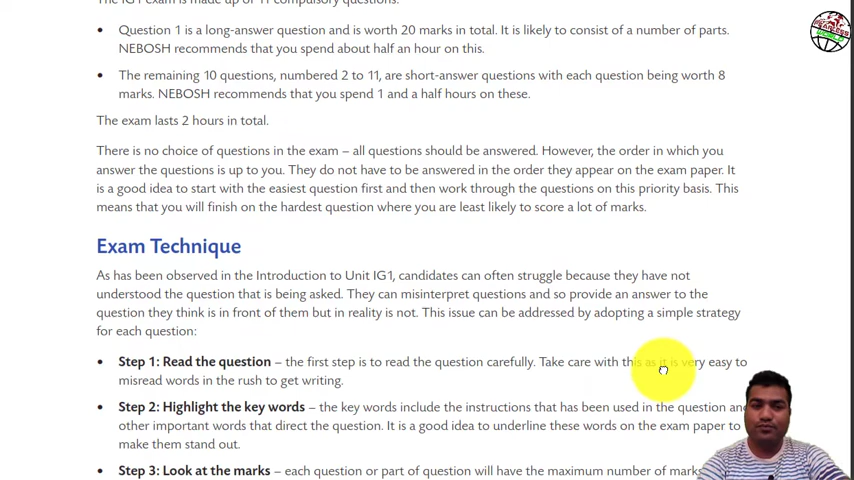 The IG1 exam is made up of 11 compulsory questions.
• Question 1 is a long-answer question and is worth 20 marks in total. It is likely to consist of a number of parts.
NEBOSH recommends that you spend about half an hour on this.
• The remaining 10 questions, numbered 2 to 11, are short-answer questions with each question being worth 8
marks. NEBOSH recommends that you spend 1 and a half hours on these.
The exam lasts 2 hours in total.
There is no choice of questions in the exam – all questions should be answered. However, the order in which you
answer the questions is up to you. They do not have to be answered in the order they appear on the exam paper. It
is a good idea to start with the easiest question first and then work through the questions on this priority basis. This
means that you will finish on the hardest question where you are least likely to score a lot of marks.
Exam Technique
As has been observed in the Introduction to Unit IG1, candidates can often struggle because they have not
understood the question that is being asked. They can misinterpret questions and so provide an answer to the
question they think is in front of them but in reality is not. This issue can be addressed by adopting a simple strategy
for each question:
• Step 1: Read the question – the first step is to read the question carefully. Take care with this as it is very easy to
misread words in the rush to get writing.
• Step 2: Highlight the key words – the key words include the instructions that has been used in the question and
other important words that direct the question. It is a good idea to underline these words on the exam paper to
make them stand out.
• Step 3: Look at the marks – each question or part of question will have the maximum number of marks
WORLD